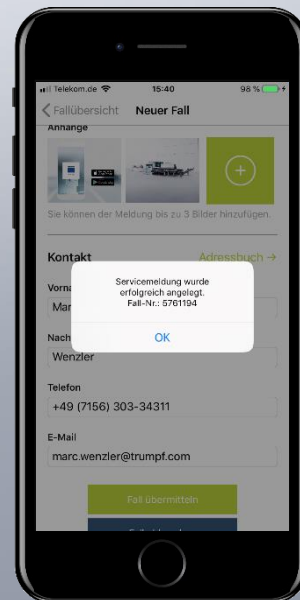 Telekom.de
15:40
98 %
Fallübersicht
Neuer Fall
Anhänge
Sie können der Meldung bis zu 3 Bilder hinzufügen.
Kontakt
Adressbuch →
Servicemeldung wurde
erfolgreich angelegt.
Fall-Nr.: 5761194
OK
Wenzler
Telefon
+49 (7156) 303-34311
E-Mail
marc.wenzler@trumpf.com
Fall übermitteln